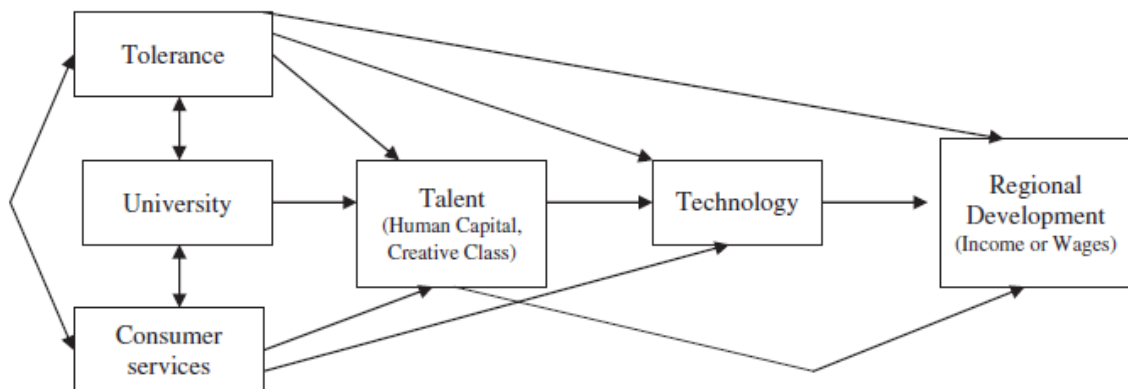 Tolerance
University
Consumer
services
Talent
(Human Capital,
Creative Class)
Technology
Regional
Development
(Income or Wages)